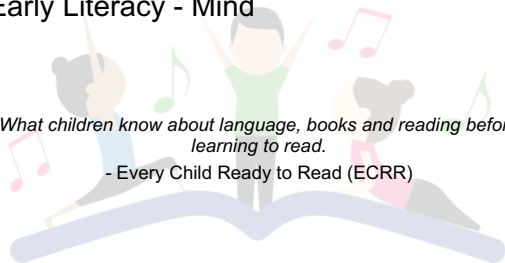 Early Literacy - Mind
What children know about language, books and reading befor
learning to read.
- Every Child Ready to Read (ECRR)